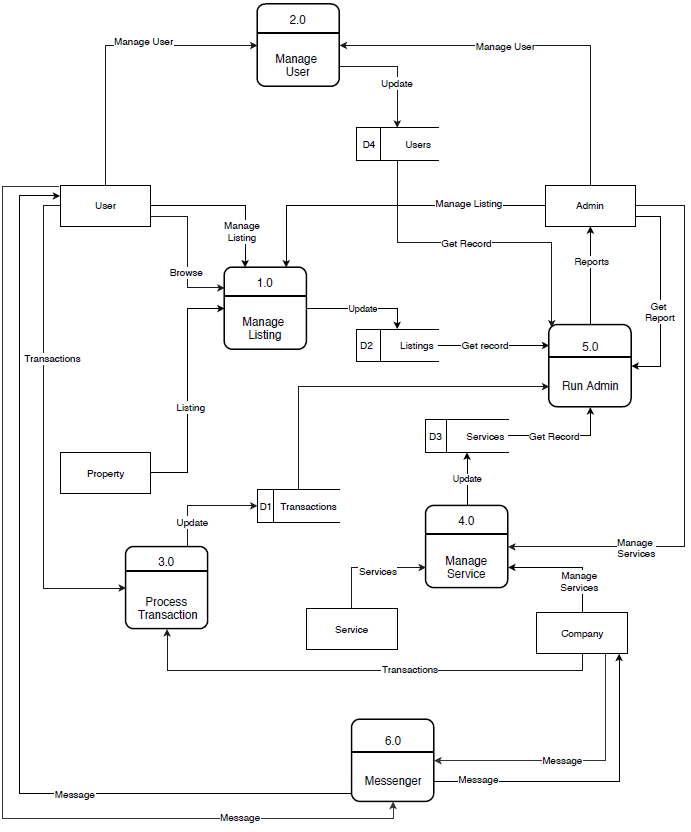 2.0
Manage User
Manage
User
Manage User
Update
D4
Users
User
Admin
Manage Listing
Manage
Listing
Get Record
Reports
Browse
1.0
Get
Report
Update
Manage
Listing
D2
Listings
Get record
5.0
Transactions
Run Admin
Listing
D3
Services
Get Record
Property
Update
D1
Transactions
4.0
Update
Manage
Services
3.0
Manage
Service
Services
Manage
Services
Process
Transaction
Service
Company
Transactions
6.0
Message
Messenger
Message
Message
Message